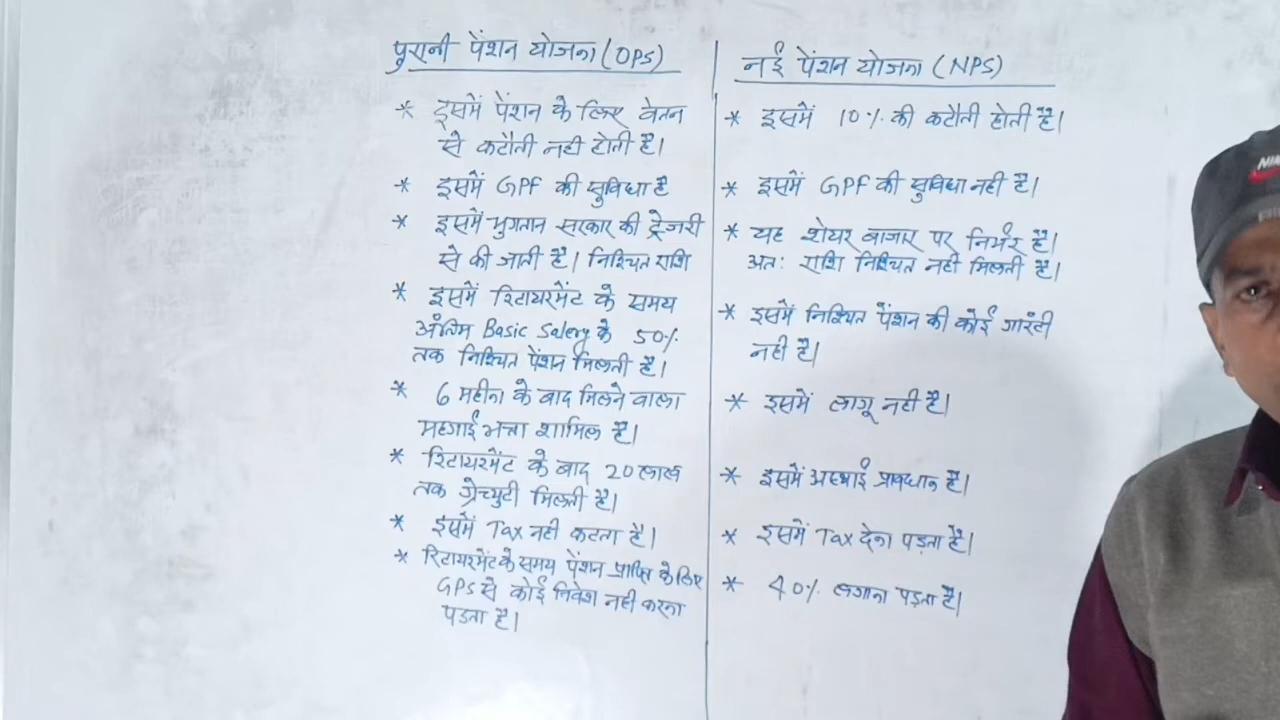 पुरानी पेंशन योजना (OPS)
* इसमें पेंशन के लिए वेतन
से कटौती नही होती है।
* इसमें GPF की सुविधा है
* इसमें भुगतान सरकार की ट्रेजरी
से की जाती है। निश्चित राशि
* इसमें रिटायरमेंट के समय
अंतिम Basic Salery के 50%
तक निश्चित पेंशन मिलती है।
* 6 महीना के बाद मिलने वाला
महगाई भत्ता शामिल है।
* रिटायरमेंट के बाद 20 लाख
तक ग्रेच्युटी मिलती है।
* इसमें Tax नही कटता है।
* रिटायरमेंट के समय पेंशन प्राप्ति के लिए
GPS से कोई निवेश नही करना
पडता है।
नई पेंशन योजना (NPS)
* इसमें 10% की कटौती होती है।
* इसमें GPF की सुविधा नही है।
* यह शेयर बाजार पर निर्भर है।
अतः राशि निश्चित नही मिलती है।
* इसमें निश्चित पेंशन की कोई गारंटी
नही है।
* इसमें लागू नही है।
* इसमें अस्थाई प्रावधान है।
* इसमें Tax देना पड़ता है।
* 40% लगाना पड़ता है।